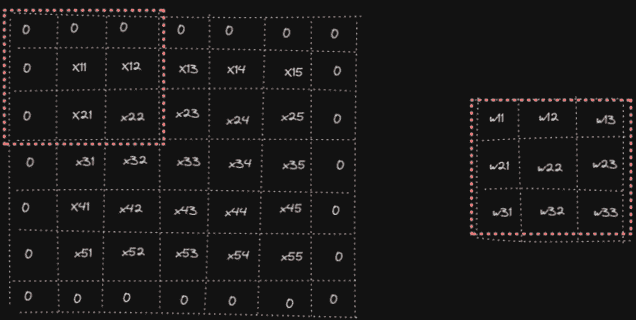 0 0 0 0 0 0 0
0 x11 x12 x13 x14 x15 0
0 x21 x22 x23 x24 x25 0
0 x31 x32 x33 x34 x35 0
0 x41 x42 x43 x44 x45 0
0 x51 x52 x53 x54 x55 0
0 0 0 0 0 0 0
w11 w12 w13
w21 w22 w23
w31 w32 w33